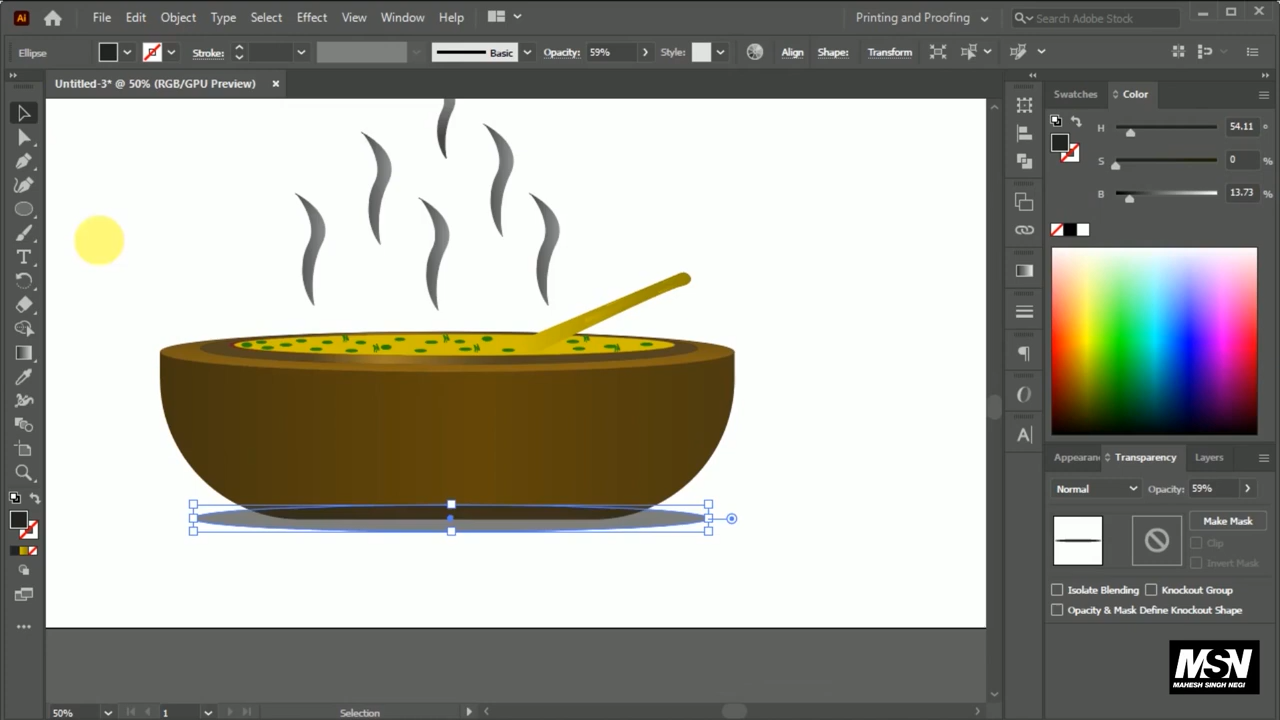 Ai File Edit Object Type Select Effect View Window Help Printing and Proofing Search Adobe Stock
Ellipse Stroke: Basic Opacity: 59% Style: Align Shape: Transform
Untitled-3* @ 50% (RGB/GPU Preview) ×
Swatches Color
H 54.11 °
S 0 %
B 13.73 %
Appearanc Transparency Layers
Normal Opacity: 59%
Make Mask
Clip
Invert Mask
Isolate Blending Knockout Group
Opacity & Mask Define Knockout Shape
MSN
MAHESH SINGH NEGI
50% 1 Selection